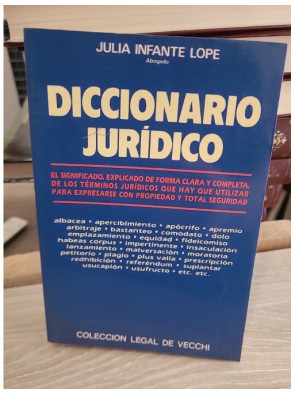 JULIA INFANTE LOPE
Abogado
DICCIONARIO
JURÍDICO
EL SIGNIFICADO, EXPLICADO DE FORMA CLARA Y COMPLETA,
DE LOS TÉRMINOS JURÍDICOS QUE HAY QUE UTILIZAR
PARA EXPRESARSE CON PROPIEDAD Y TOTAL SEGURIDAD
albacea • apercibimiento • apócrifo • apremio
arbitraje • bastanteo • comodato • dolo
emplazamiento • equidad • fideicomiso
habeas corpus • impertinente • insaculación
lanzamiento • malversación • moratoria
petitorio • plagio • plus valía • prescripción
redhibición • referéndum • suplantar
usucapión • usufructo • etc. etc.
COLECCION LEGAL DE VECCHI